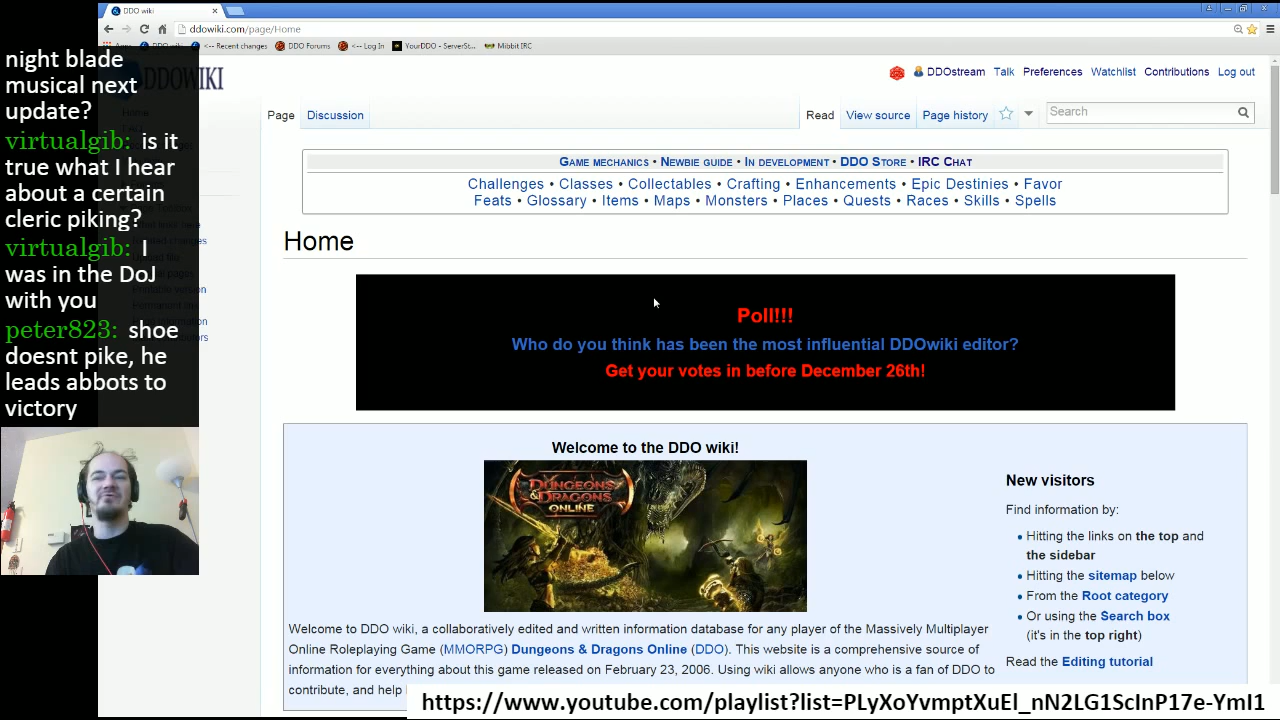 DDO wiki
ddowiki.com/page/Home
Apps
DDO wiki
<-- Recent changes
DDO Forums
<-- Log In
YourDDO - ServerSt...
Mibbit IRC
night blade
musical next
update?
virtualgib: is it
true what I hear
about a certain
cleric piking?
virtualgib: I
was in the DoJ
with you
peter823: shoe
doesnt pike, he
leads abbots to
victory
DDOWIKI
DDOstream
Talk
Preferences
Watchlist
Contributions
Log out
Page
Discussion
Read
View source
Page history
Search
Home
Game mechanics • Newbie guide • In development • DDO Store • IRC Chat
Challenges • Classes • Collectables • Crafting • Enhancements • Epic Destinies • Favor
Feats • Glossary • Items • Maps • Monsters • Places • Quests • Races • Skills • Spells
Home
Poll!!!
Who do you think has been the most influential DDOwiki editor?
Get your votes in before December 26th!
Welcome to the DDO wiki!
DUNGEONS
& DRAGONS
ONLINE
Welcome to DDO wiki, a collaboratively edited and written information database for any player of the Massively Multiplayer
Online Roleplaying Game (MMORPG) Dungeons & Dragons Online (DDO). This website is a comprehensive source of
information for everything about this game released on February 23, 2006. Using wiki allows anyone who is a fan of DDO to
contribute, and help
New visitors
Find information by:
• Hitting the links on the top and
the sidebar
• Hitting the sitemap below
• From the Root category
• Or using the Search box
(it's in the top right)
Read the Editing tutorial
https://www.youtube.com/playlist?list=PLyXoYvmptXuEl_nN2LG1ScInP17e-YmI1